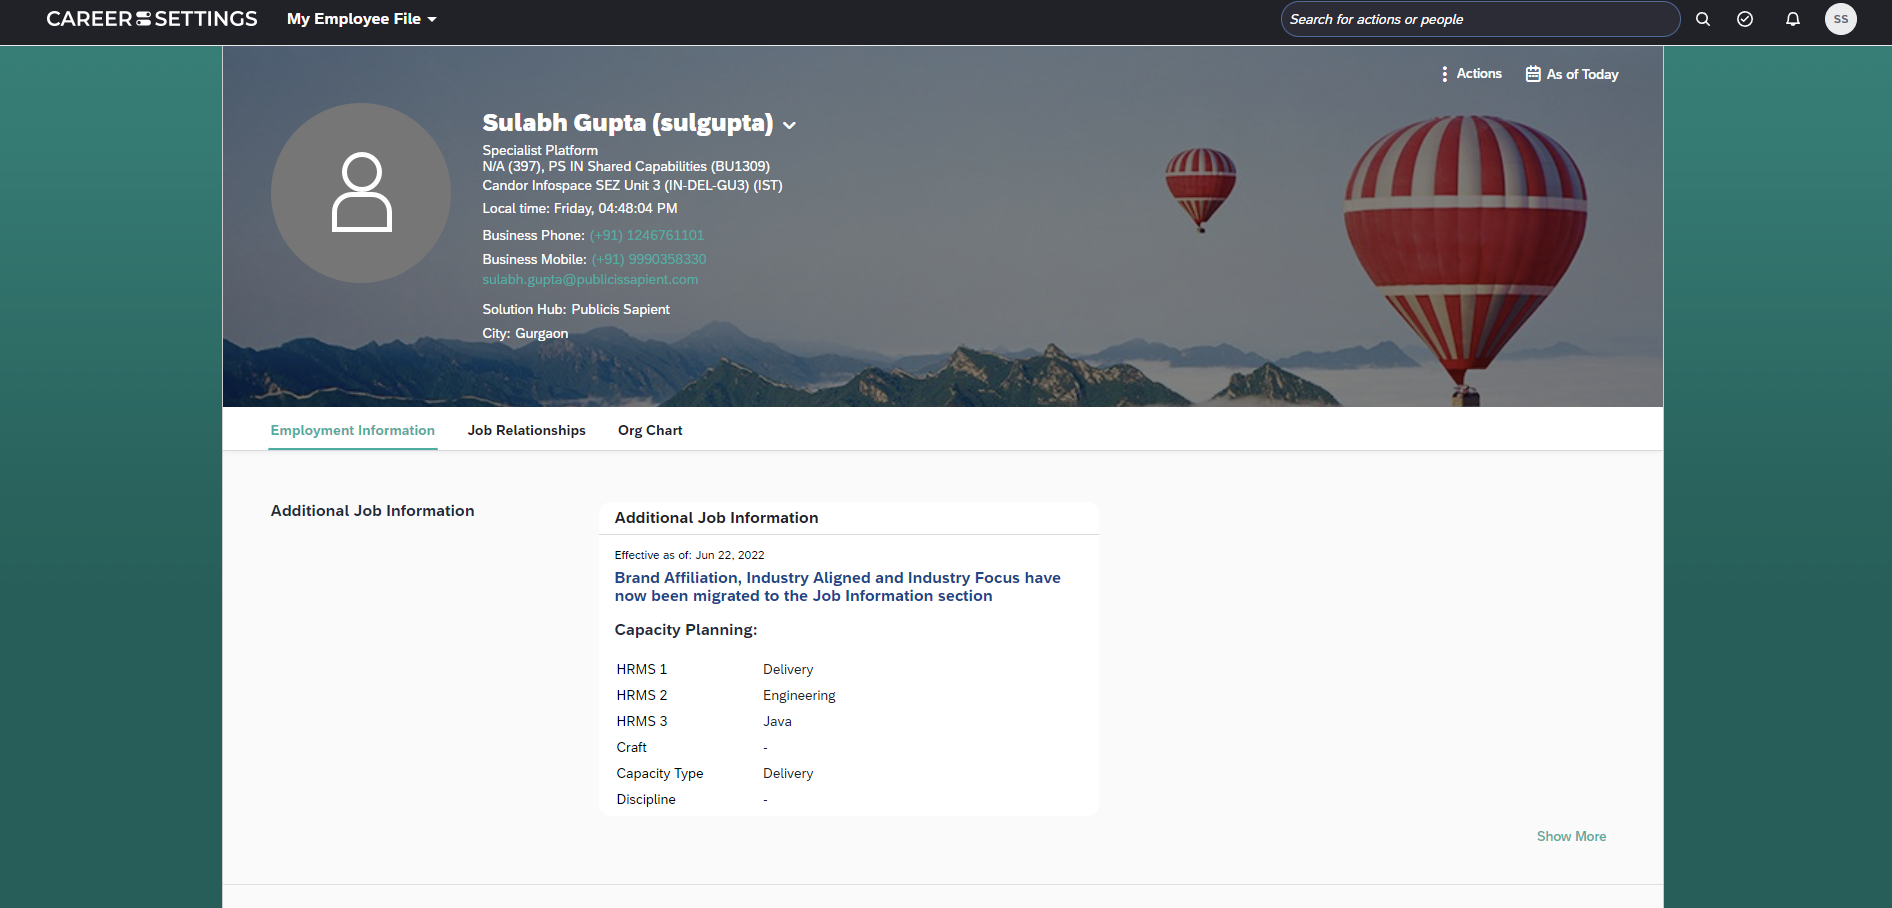 CAREER SETTINGS
My Employee File
Search for actions or people
SS
Actions
As of Today
Sulabh Gupta (sulgupta)
Specialist Platform
N/A (397), PS IN Shared Capabilities (BU1309)
Candor Infospace SEZ Unit 3 (IN-DEL-GU3) (IST)
Local time: Friday, 04:48:04 PM
Business Phone: (+91) 1246761101
Business Mobile: (+91) 9990358330
sulabh.gupta@publicissapient.com
Solution Hub: Publicis Sapient
City: Gurgaon
Employment Information
Job Relationships
Org Chart
Additional Job Information
Additional Job Information
Effective as of: Jun 22, 2022
Brand Affiliation, Industry Aligned and Industry Focus have
now been migrated to the Job Information section
Capacity Planning:
HRMS 1 Delivery
HRMS 2 Engineering
HRMS 3 Java
Craft -
Capacity Type Delivery
Discipline -
Show More